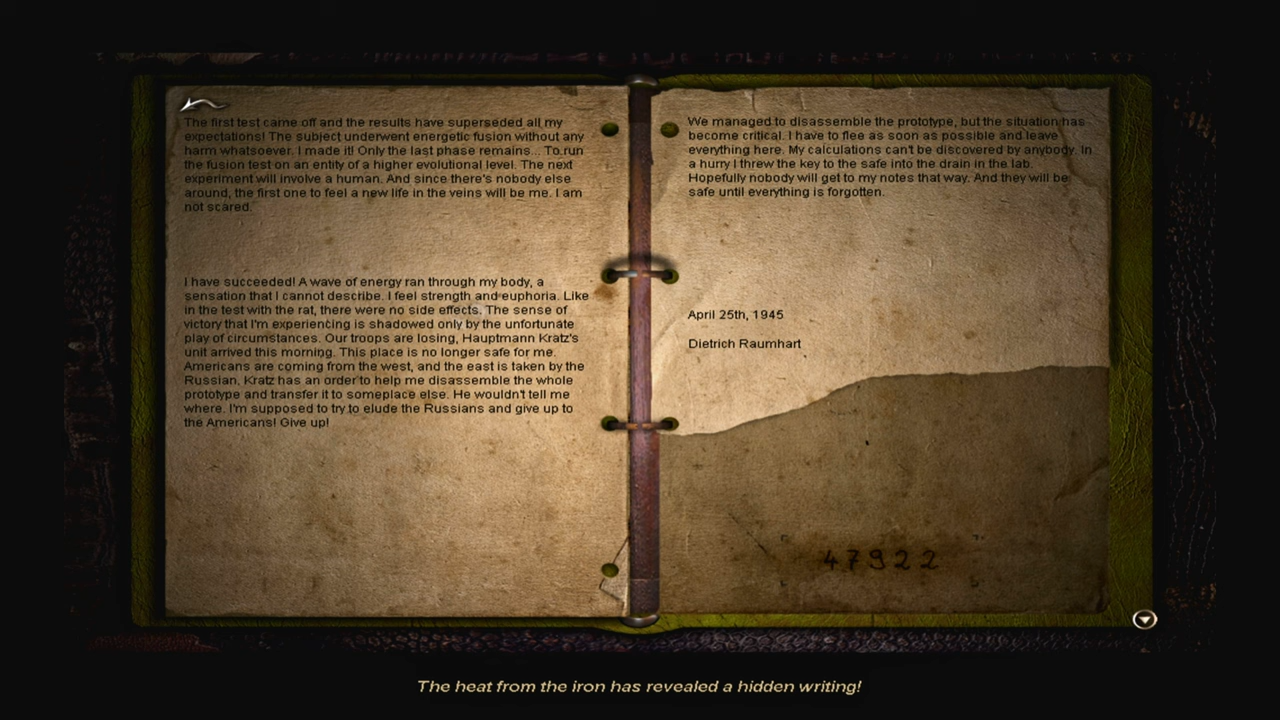 The first test came off and the results have superseded all my
expectations! The subject underwent energetic fusion without any
harm whatsoever. I made it! Only the last phase remains... To run
the fusion test on an entity of a higher evolutional level. The next
experiment will involve a human. And since there's nobody else
around, the first one to feel a new life in the veins will be me. I am
not scared.
I have succeeded! A wave of energy ran through my body, a
sensation that I cannot describe. I feel strength and euphoria. Like
in the test with the rat, there were no side effects. The sense of
victory that I'm experiencing is shadowed only by the unfortunate
play of circumstances. Our troops are losing, Hauptmann Kratz's
unit arrived this morning. This place is no longer safe for me.
Americans are coming from the west, and the east is taken by the
Russian. Kratz has an order to help me disassemble the whole
prototype and transfer it to someplace else. He wouldn't tell me
where. I'm supposed to try to elude the Russians and give up to
the Americans! Give up!
We managed to disassemble the prototype, but the situation has
become critical. I have to flee as soon as possible and leave
everything here. My calculations can't be discovered by anybody. In
a hurry I threw the key to the safe into the drain in the lab.
Hopefully nobody will get to my notes that way. And they will be
safe until everything is forgotten.
April 25th, 1945
Dietrich Raumhart
47922
The heat from the iron has revealed a hidden writing!